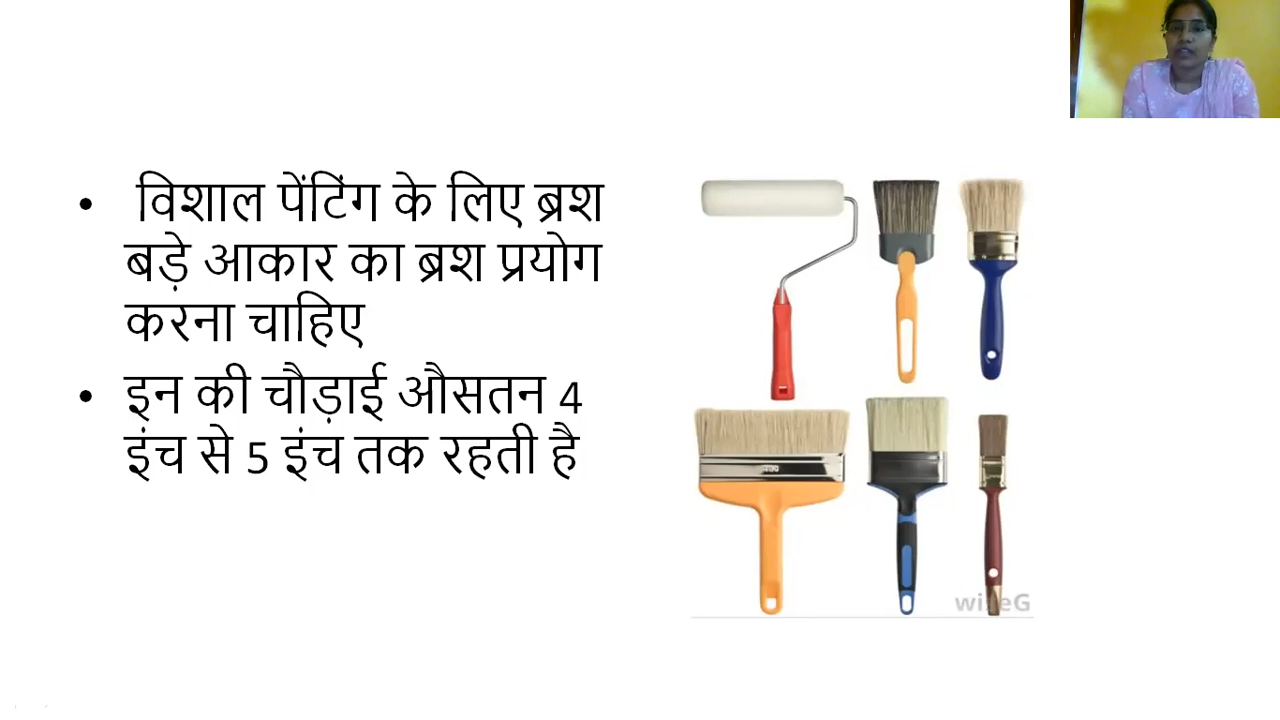 • विशाल पेंटिंग के लिए ब्रश
बड़े आकार का ब्रश प्रयोग
करना चाहिए
• इन की चौड़ाई औसतन 4
इंच से 5 इंच तक रहती है